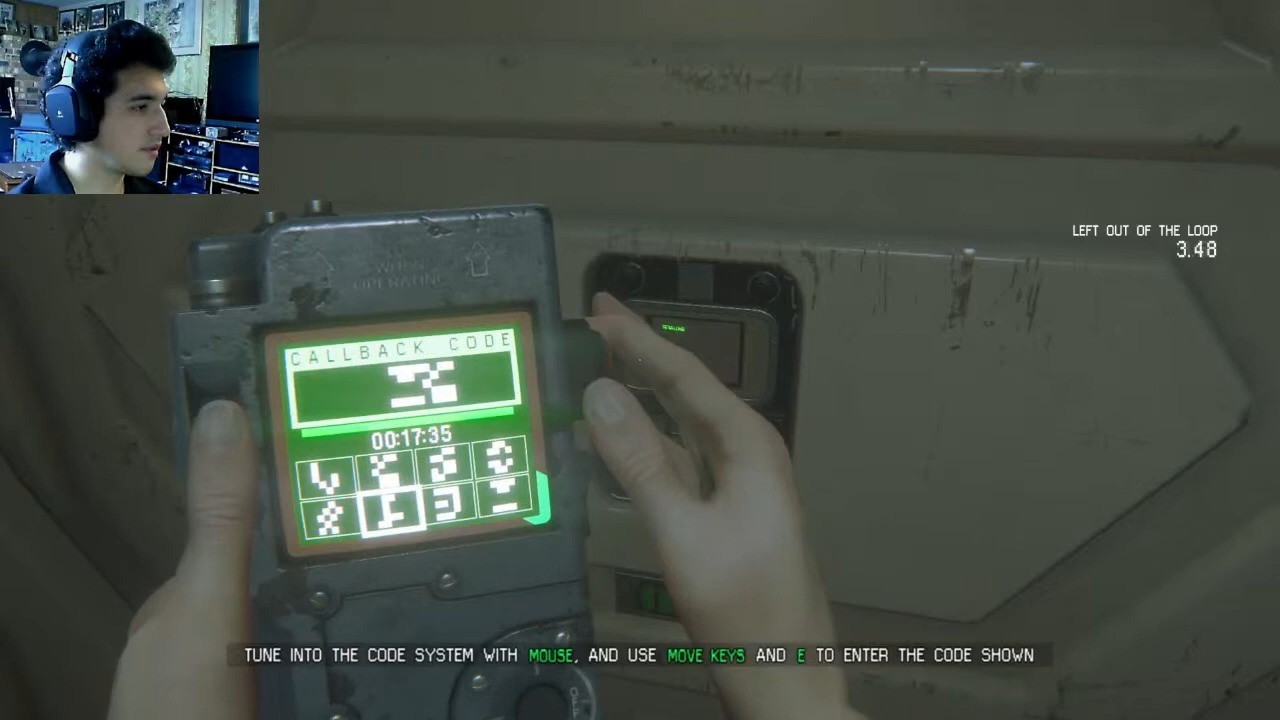 LEFT OUT OF THE LOOP
3.48
OPERATING
CALLBACK CODE
00:17:35
TUNE INTO THE CODE SYSTEM WITH MOUSE, AND USE MOVE KEYS AND E TO ENTER THE CODE SHOWN